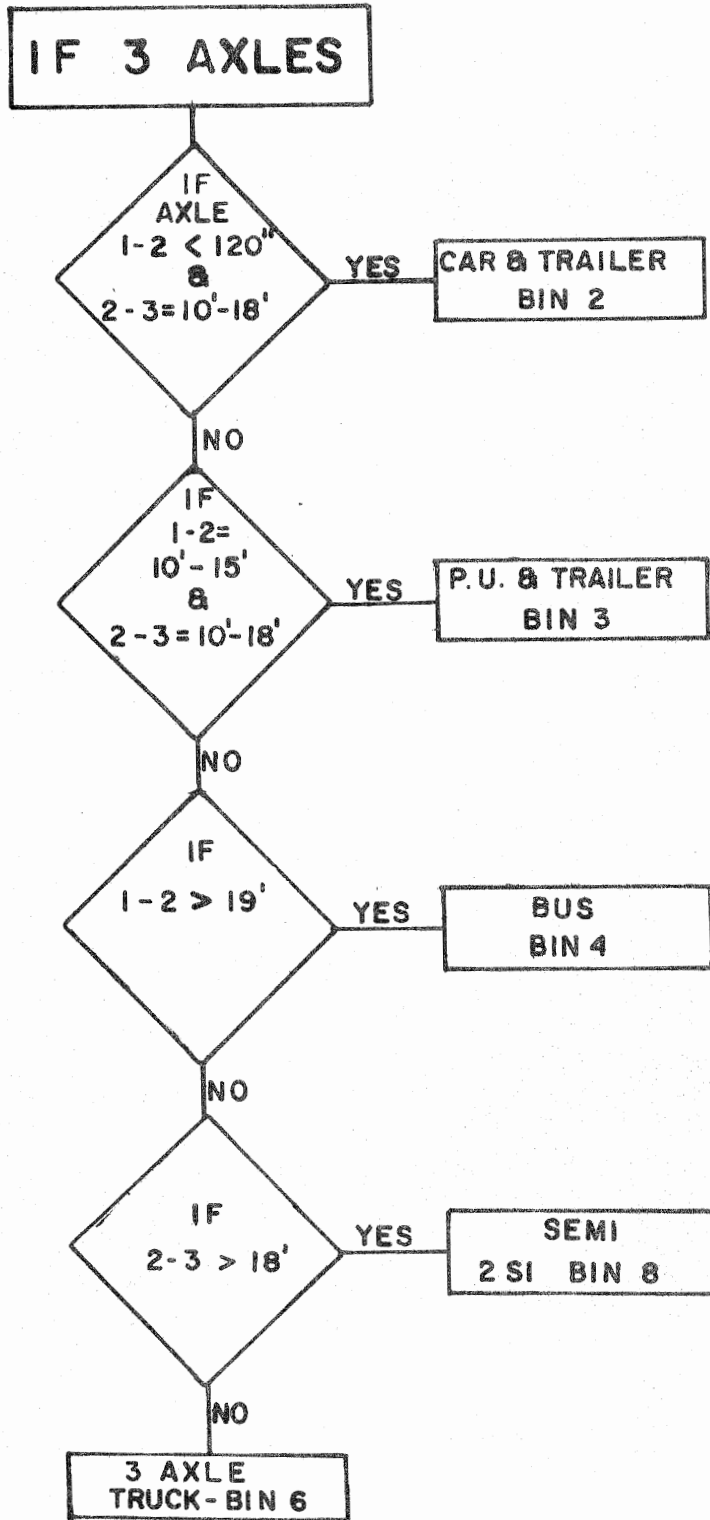 IF 3 AXLES
IF
AXLE
1-2 < 120"
&
2-3=10'-18'
YES
CAR & TRAILER
BIN 2
NO
IF
1-2=
10'-15'
&
2-3=10'-18'
YES
P.U. & TRAILER
BIN 3
NO
IF
1-2 > 19'
YES
BUS
BIN 4
NO
IF
2-3 > 18'
YES
SEMI
2 S1 BIN 8
NO
3 AXLE
TRUCK-BIN 6